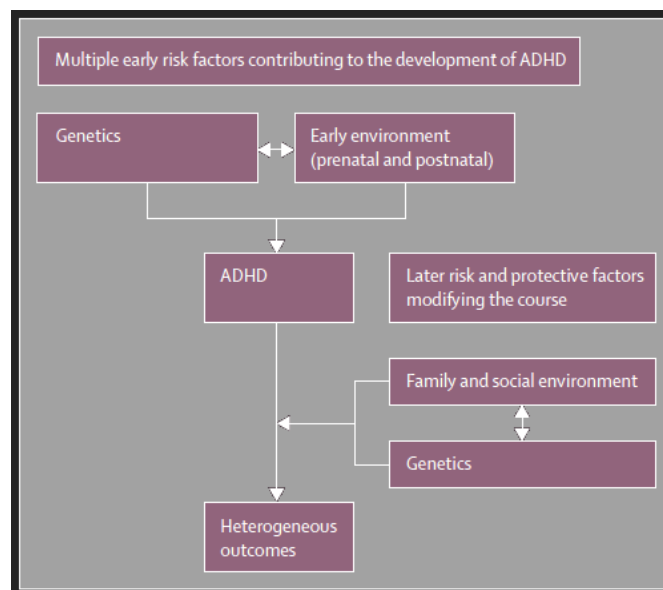 Multiple early risk factors contributing to the development of ADHD
Genetics
Early environment
(prenatal and postnatal)
ADHD
Later risk and protective factors
modifying the course
Family and social environment
Genetics
Heterogeneous
outcomes